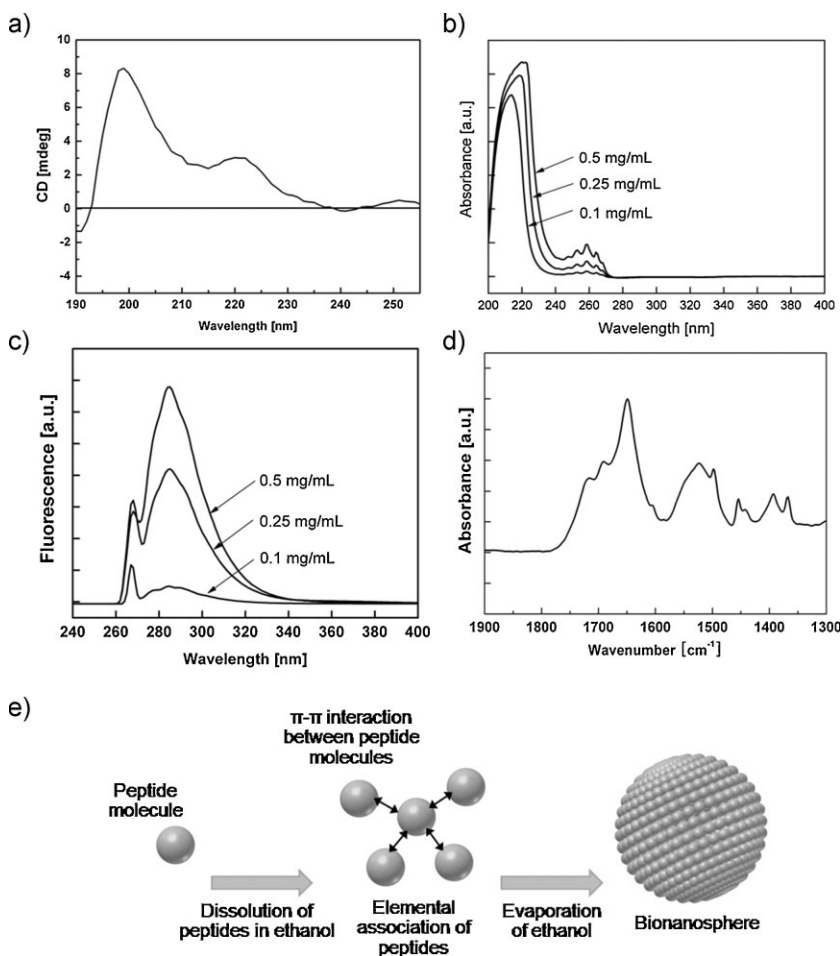 a)
10
8
6
4
2
0
-2
-4
CD [mdeg]
190 200 210 220 230 240 250
Wavelength [nm]
b)
Absorbance [a.u.]
0.5 mg/mL
0.25 mg/mL
0.1 mg/mL
200 220 240 260 280 300 320 340 360 380 400
Wavelength [nm]
c)
Fluorescence [a.u.]
0.5 mg/mL
0.25 mg/mL
0.1 mg/mL
240 260 280 300 320 340 360 380 400
Wavelength [nm]
d)
Absorbance [a.u.]
1900 1800 1700 1600 1500 1400 1300
Wavenumber [cm-1]
e)
π-π interaction
between peptide
molecules
Peptide
molecule
Dissolution of
peptides in ethanol
Elemental
association of
peptides
Evaporation
of ethanol
Bionanosphere